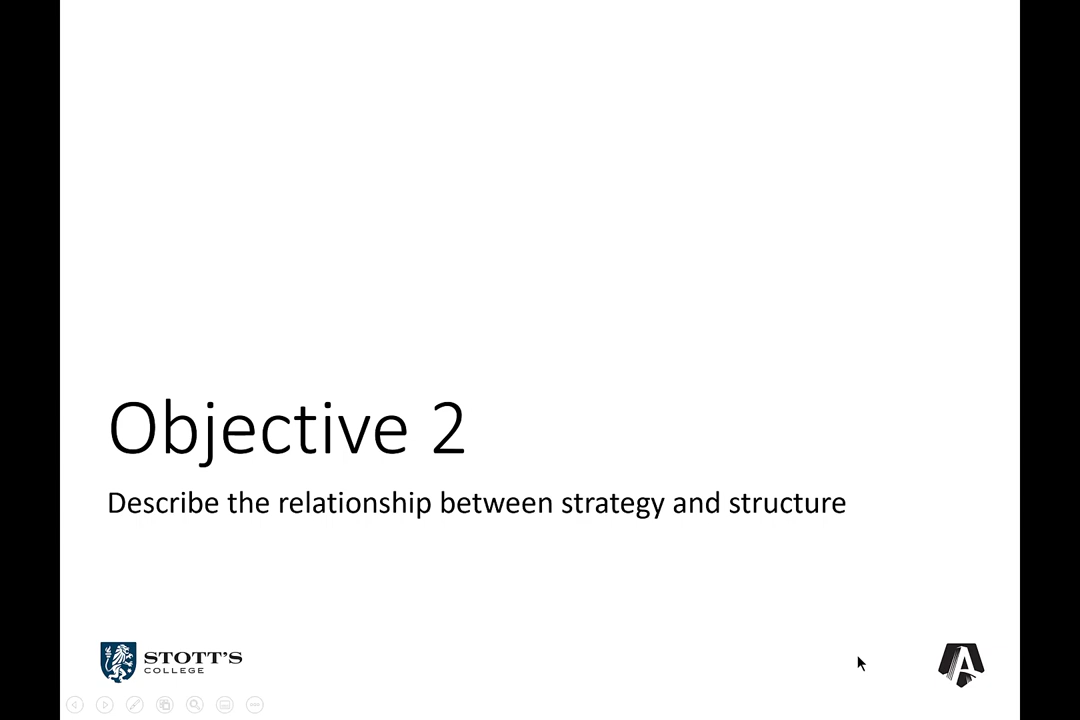 Objective 2
Describe the relationship between strategy and structure
STOTT'S
COLLEGE
A